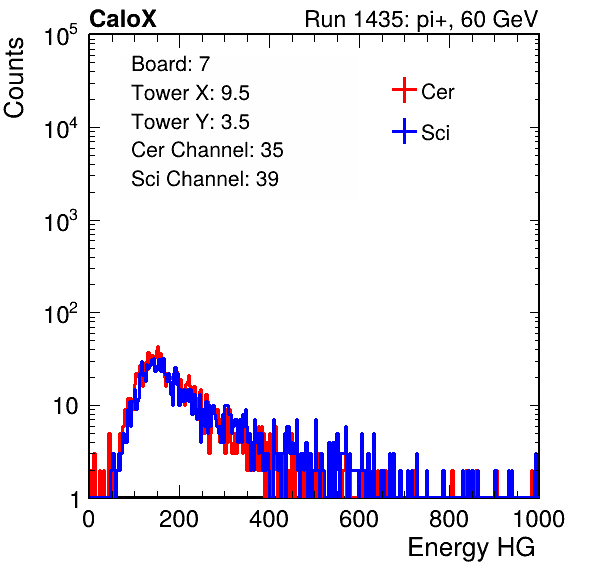 CaloX Run 1435: pi+, 60 GeV
Counts
Board: 7
Tower X: 9.5
Tower Y: 3.5
Cer Channel: 35
Sci Channel: 39
Cer
Sci
10^5
10^4
10^3
10^2
10
1
0 200 400 600 800 1000
Energy HG